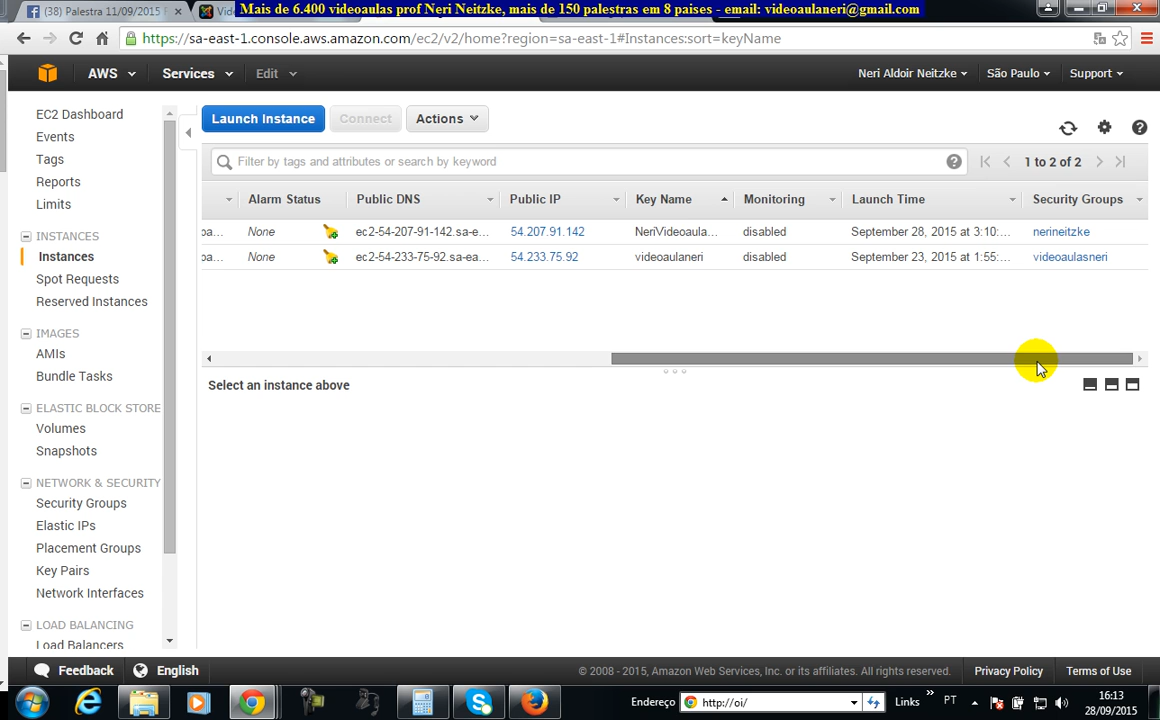 Mais de 6.400 videoaulas prof Neri Neitzke, mais de 150 palestras em 8 paises - email: videoaulaneri@gmail.com
(38) Palestra 11/09/2015
https://sa-east-1.console.aws.amazon.com/ec2/v2/home?region=sa-east-1#Instances:sort=keyName
AWS Services Edit Neri Aldoir Neitzke São Paulo Support
EC2 Dashboard
Events
Tags
Reports
Limits
INSTANCES
Instances
Spot Requests
Reserved Instances
IMAGES
AMIs
Bundle Tasks
ELASTIC BLOCK STORE
Volumes
Snapshots
NETWORK & SECURITY
Security Groups
Elastic IPs
Placement Groups
Key Pairs
Network Interfaces
LOAD BALANCING
Load Balancers
Launch Instance Connect Actions
Filter by tags and attributes or search by keyword 1 to 2 of 2
Alarm Status Public DNS Public IP Key Name Monitoring Launch Time Security Groups
pa... None ec2-54-207-91-142.sa-e... 54.207.91.142 NeriVideoaula... disabled September 28, 2015 at 3:10:... nerineitzke
pa... None ec2-54-233-75-92.sa-ea... 54.233.75.92 videoaulaneri disabled September 23, 2015 at 1:55:... videoaulasneri
Select an instance above
Feedback English © 2008 - 2015, Amazon Web Services, Inc. or its affiliates. All rights reserved. Privacy Policy Terms of Use
Endereço http://oi/ Links » PT 16:13
28/09/2015